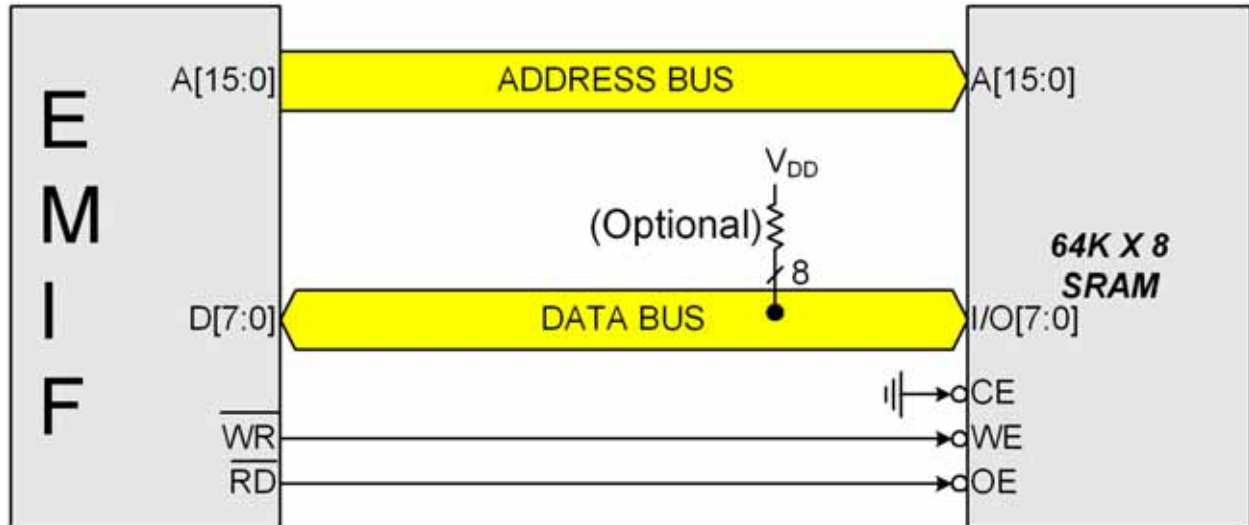 EMIF
A[15:0]
ADDRESS BUS
A[15:0]
VDD
(Optional)
8
64K X 8
SRAM
D[7:0]
DATA BUS
I/O[7:0]
CE
WR
WE
RD
OE